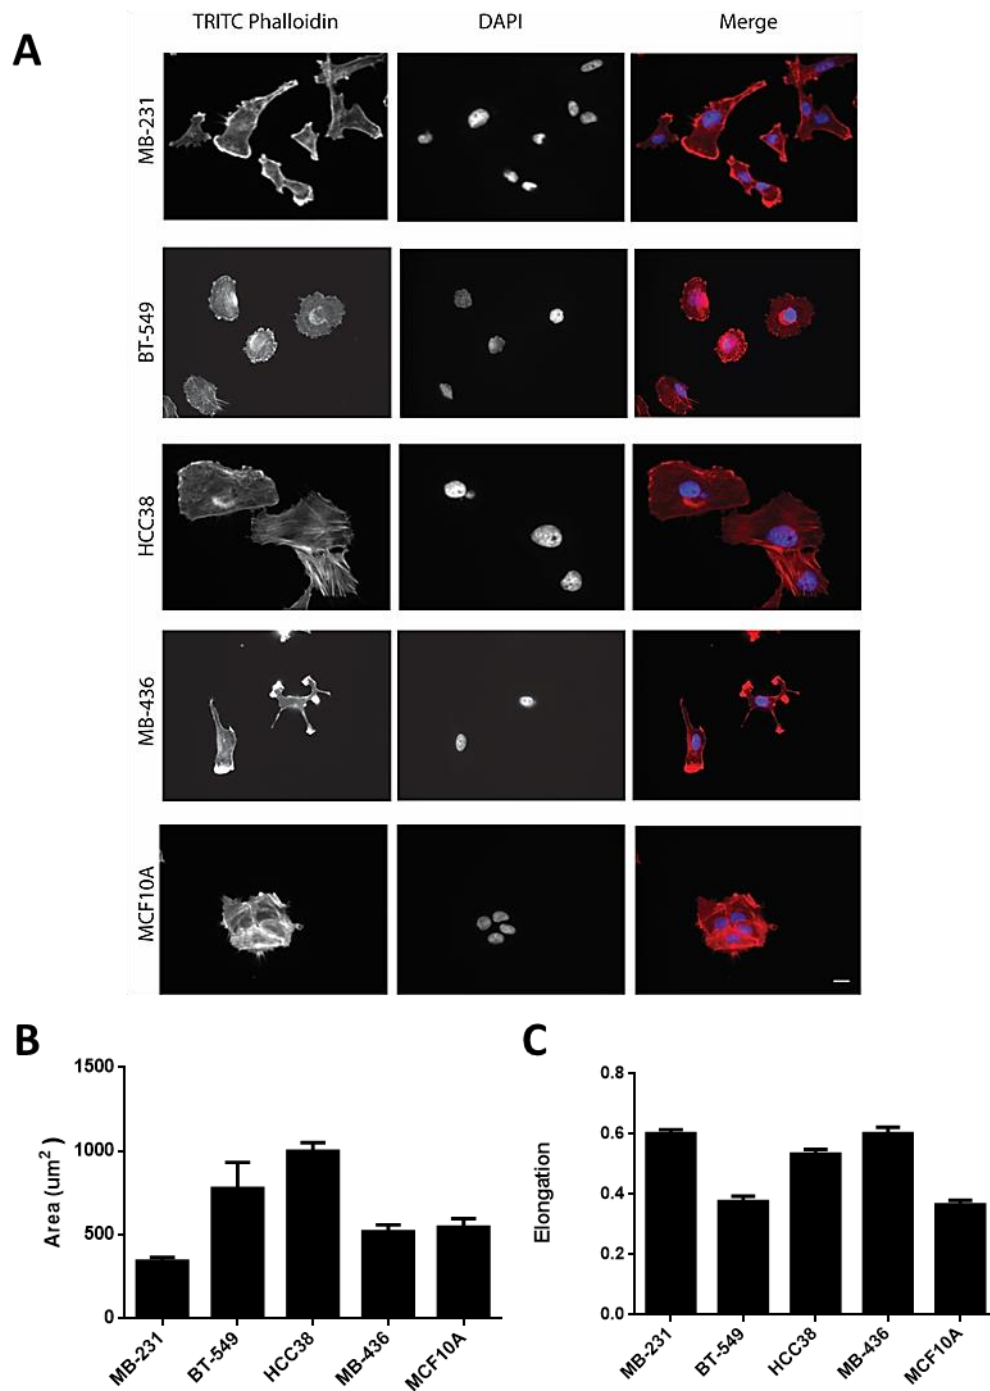 A
TRITC Phalloidin
DAPI
Merge
MB-231
BT-549
HCC38
MB-436
MCF10A
B
Area (um²)
1500
1000
500
0
MB-231
BT-549
HCC38
MB-436
MCF10A
C
Elongation
0.8
0.6
0.4
0.2
0.0
MB-231
BT-549
HCC38
MB-436
MCF10A